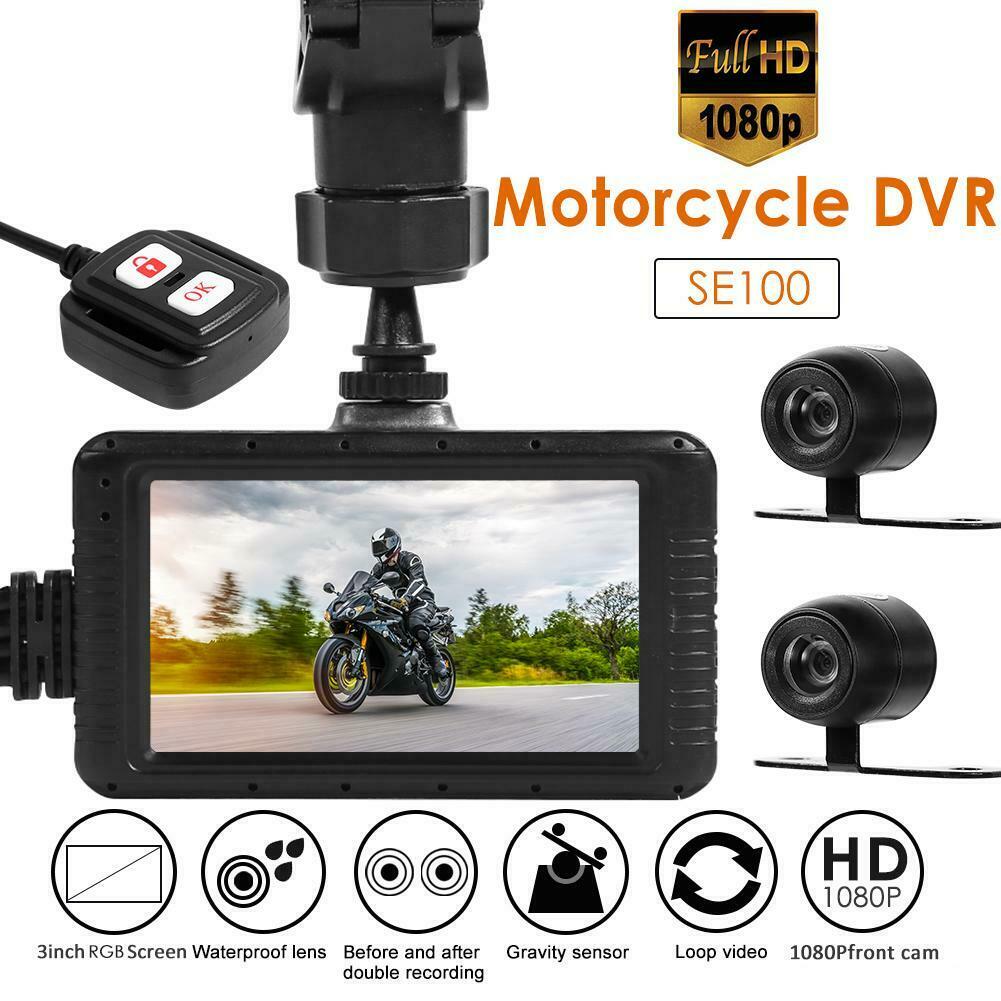 Full HD
1080p
Motorcycle DVR
SE100
OK
HD
1080P
3inch RGB Screen
Waterproof lens
Before and after
double recording
Gravity sensor
Loop video
1080Pfront cam